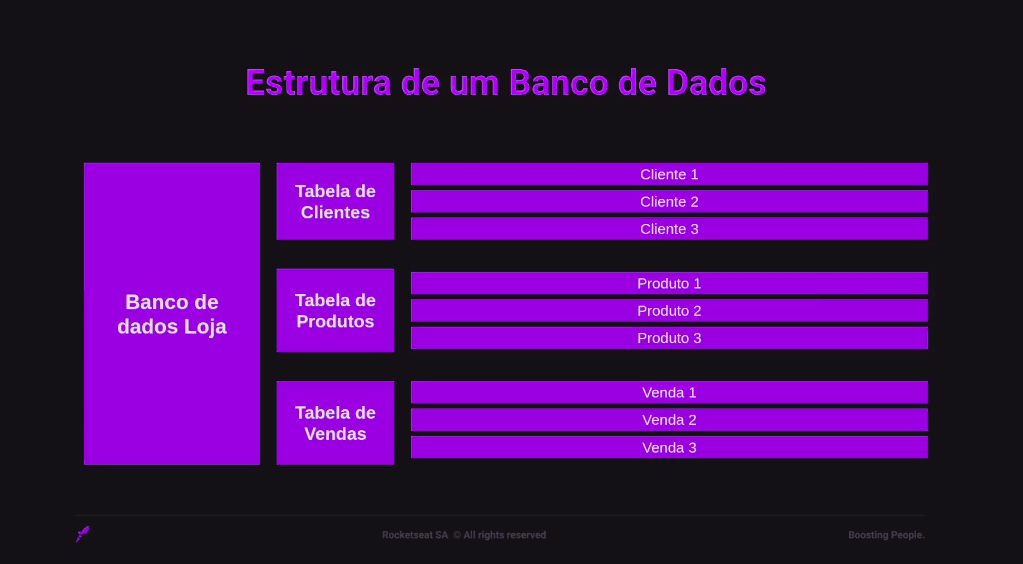 Estrutura de um Banco de Dados
Banco de
dados Loja
Tabela de
Clientes
Cliente 1
Cliente 2
Cliente 3
Tabela de
Produtos
Produto 1
Produto 2
Produto 3
Tabela de
Vendas
Venda 1
Venda 2
Venda 3
Rocketseat SA © All rights reserved
Boosting People.